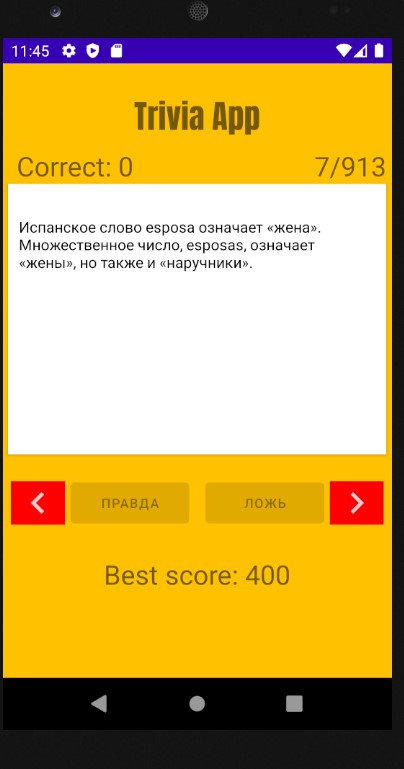 11:45
Trivia App
Correct: 0
7/913
Испанское слово esposa означает «жена».
Множественное число, esposas, означает
«жены», но также и «наручники».
ПРАВДА
ЛОЖЬ
Best score: 400